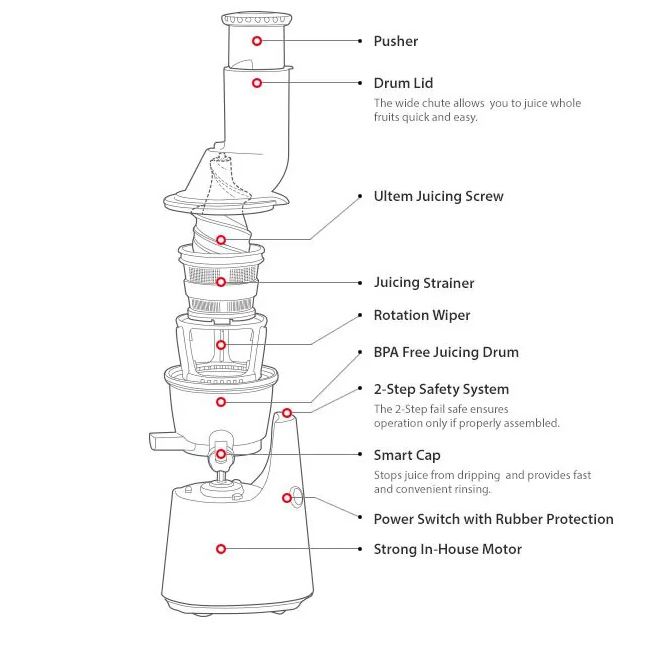 Pusher
Drum Lid
The wide chute allows you to juice whole
fruits quick and easy.
Ultem Juicing Screw
Juicing Strainer
Rotation Wiper
BPA Free Juicing Drum
2-Step Safety System
The 2-Step fail safe ensures
operation only if properly assembled.
Smart Cap
Stops juice from dripping and provides fast
and convenient rinsing.
Power Switch with Rubber Protection
Strong In-House Motor